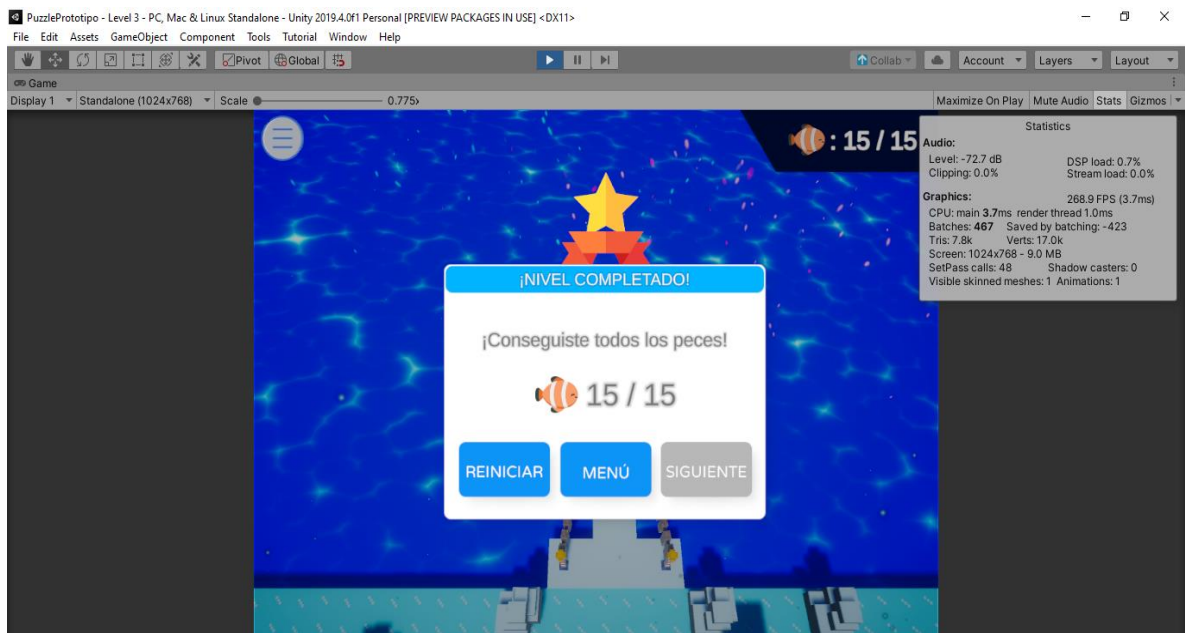 PuzzlePrototipo - Level 3 - PC, Mac & Linux Standalone - Unity 2019.4.0f1 Personal [PREVIEW PACKAGES IN USE] <DX11>
File Edit Assets GameObject Component Tools Tutorial Window Help
Pivot Global Collab Account Layers Layout
Game
Display 1 Standalone (1024x768) Scale 0.775x Maximize On Play Mute Audio Stats Gizmos
: 15 / 15
Statistics
Audio:
Level: -72.7 dB DSP load: 0.7%
Clipping: 0.0% Stream load: 0.0%
Graphics: 268.9 FPS (3.7ms)
CPU: main 3.7ms render thread 1.0ms
Batches: 467 Saved by batching: -423
Tris: 7.8k Verts: 17.0k
Screen: 1024x768 - 9.0 MB
SetPass calls: 48 Shadow casters: 0
Visible skinned meshes: 1 Animations: 1
¡NIVEL COMPLETADO!
¡Conseguiste todos los peces!
15 / 15
REINICIAR MENÚ SIGUIENTE